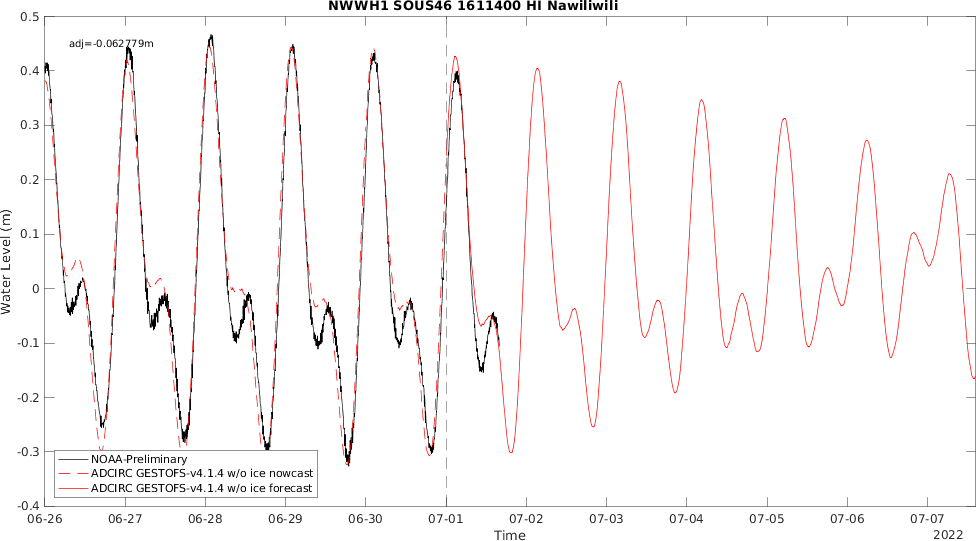 NWWH1 SOUS46 1611400 HI Nawiliwili
adj=-0.062779m
0.5
0.4
0.3
0.2
0.1
0
-0.1
-0.2
-0.3
-0.4
Water Level (m)
NOAA-Preliminary
ADCIRC GESTOFS-v4.1.4 w/o ice nowcast
ADCIRC GESTOFS-v4.1.4 w/o ice forecast
06-26 06-27 06-28 06-29 06-30 07-01 07-02 07-03 07-04 07-05 07-06 07-07
Time
2022